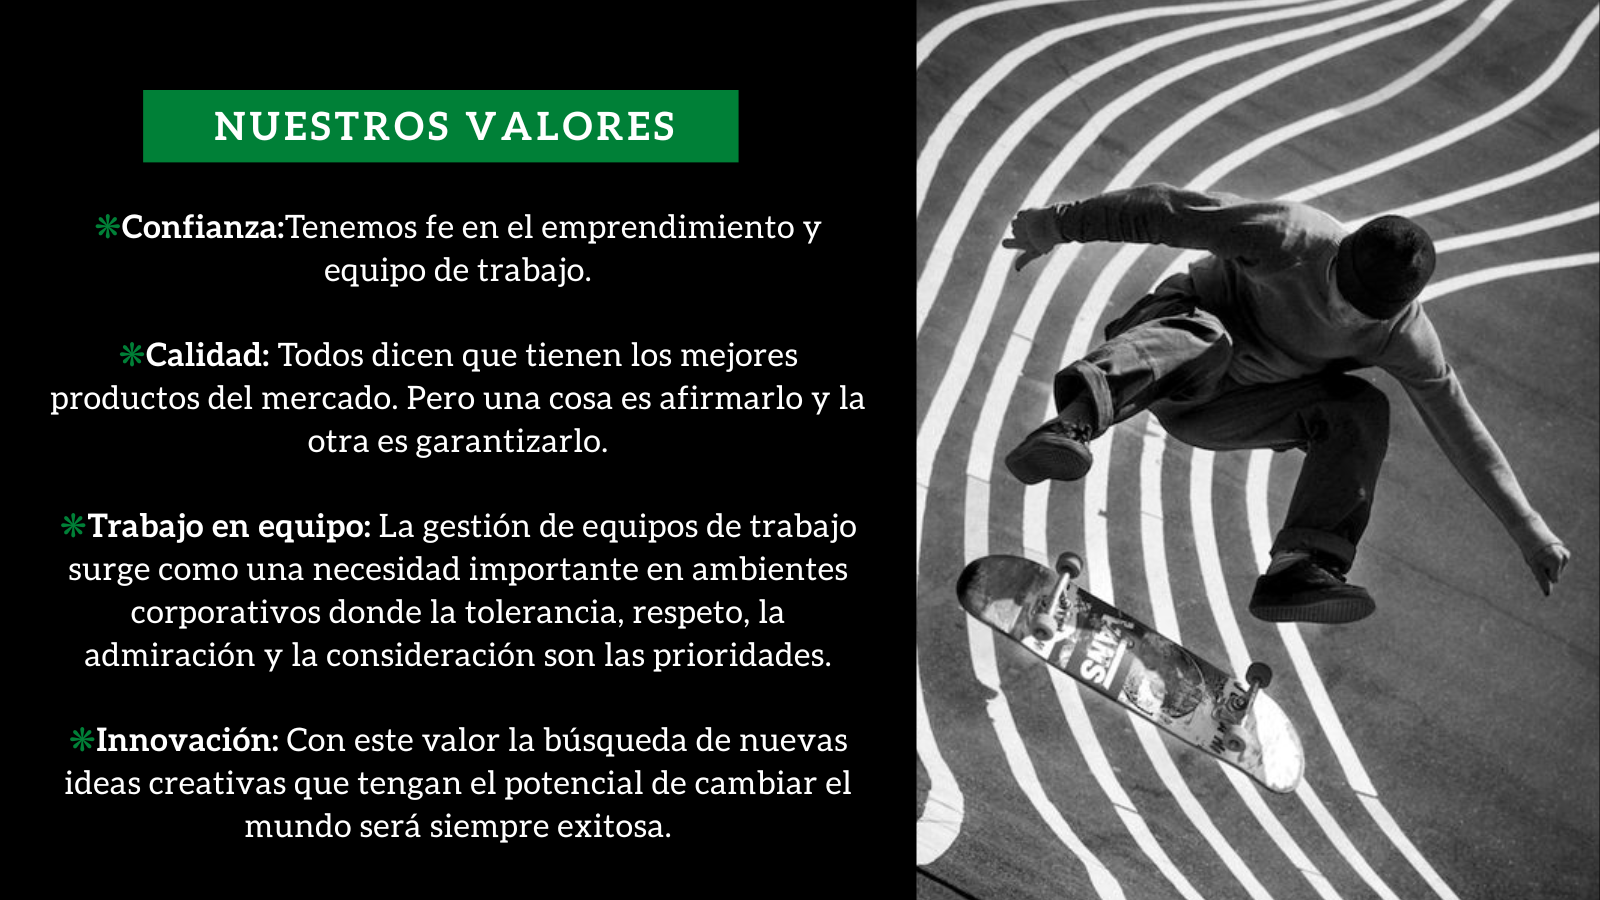 NUESTROS VALORES
❋Confianza:Tenemos fe en el emprendimiento y
equipo de trabajo.
❋Calidad: Todos dicen que tienen los mejores
productos del mercado. Pero una cosa es afirmarlo y la
otra es garantizarlo.
❋Trabajo en equipo: La gestión de equipos de trabajo
surge como una necesidad importante en ambientes
corporativos donde la tolerancia, respeto, la
admiración y la consideración son las prioridades.
❋Innovación: Con este valor la búsqueda de nuevas
ideas creativas que tengan el potencial de cambiar el
mundo será siempre exitosa.
VANS